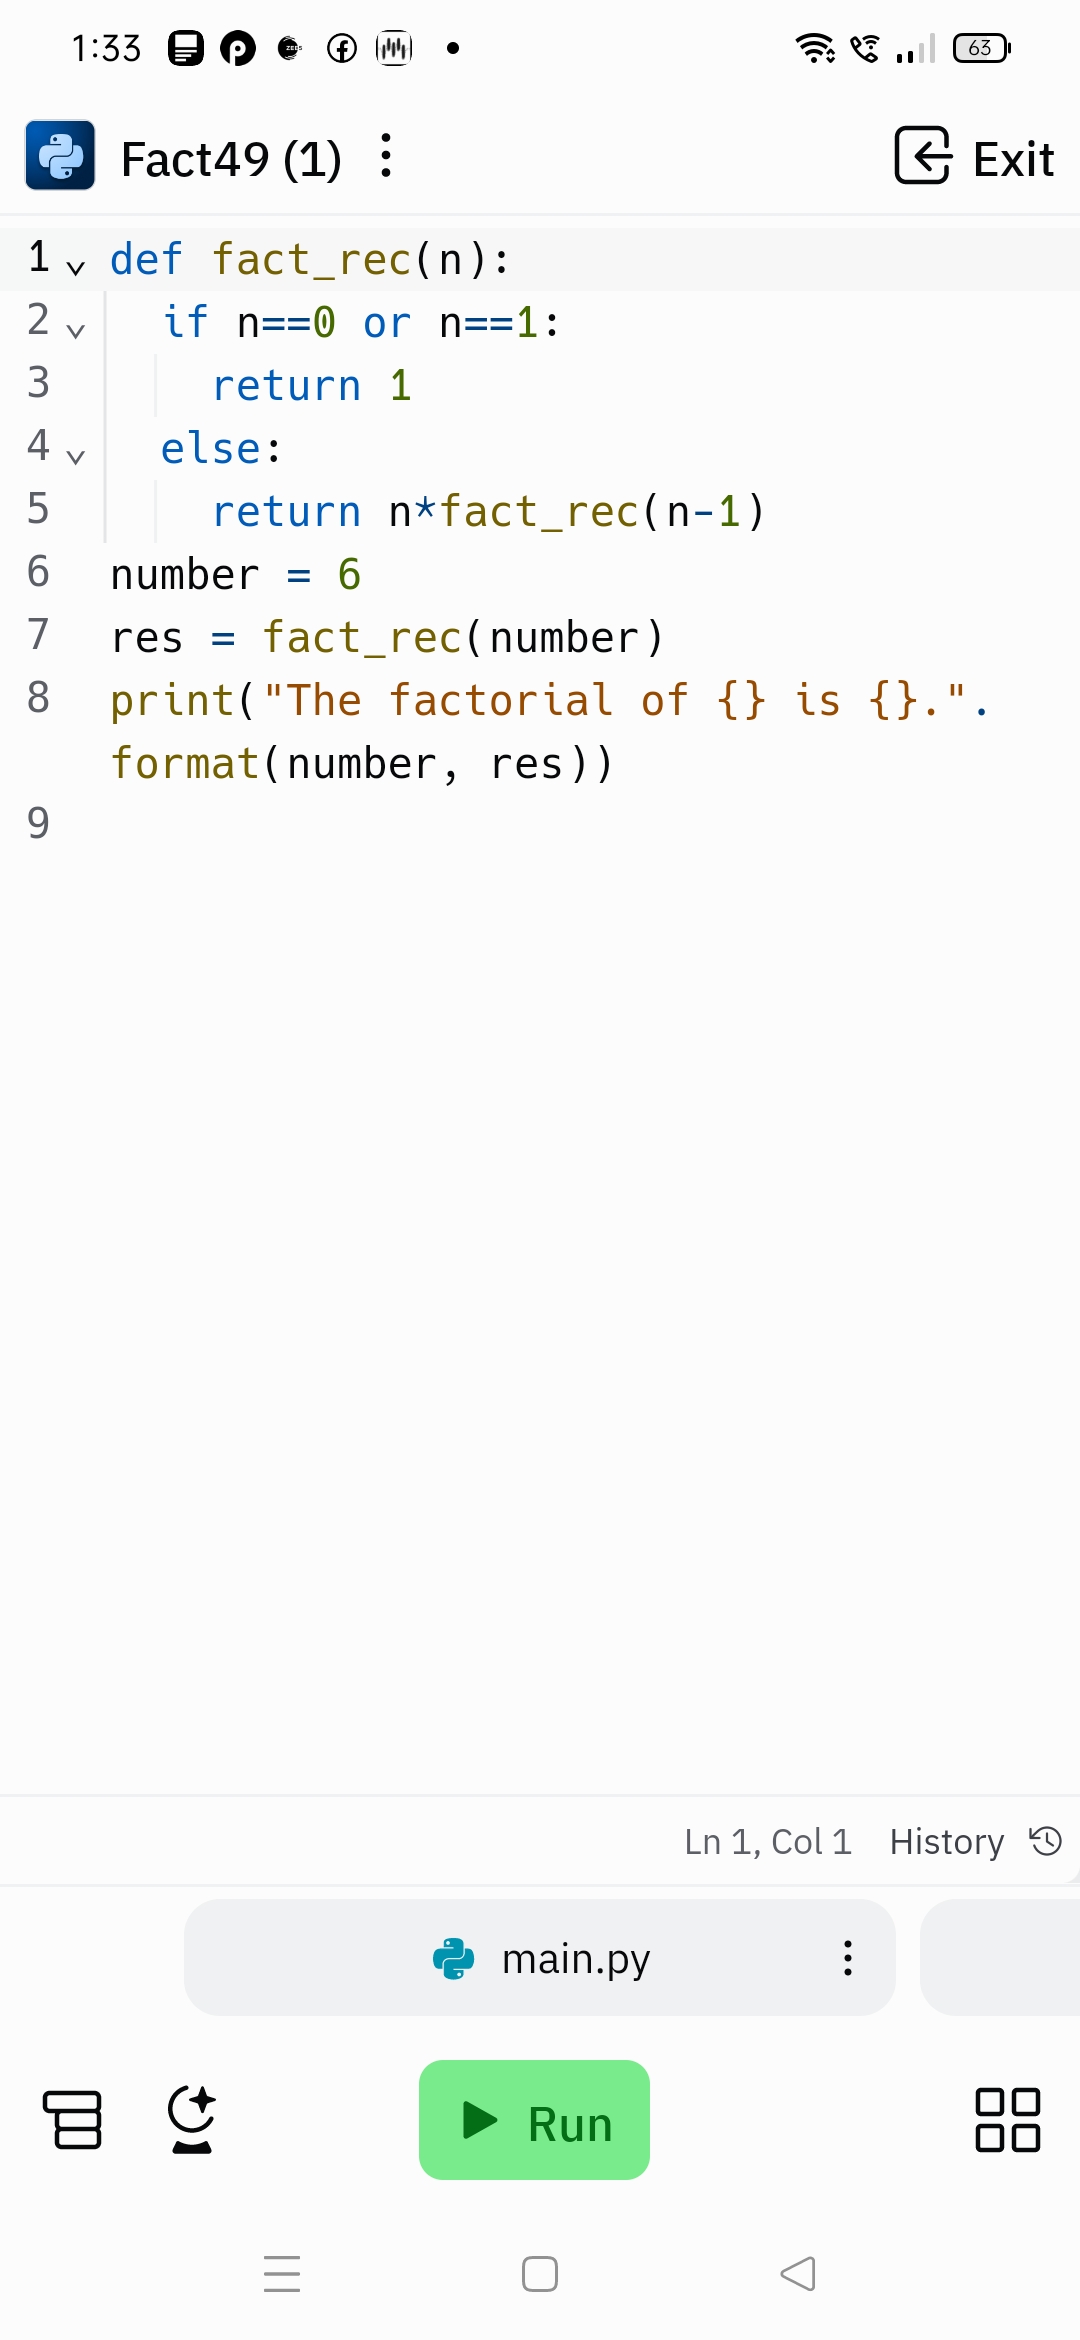 1:33
63
Fact49 (1)
Exit
1 def fact_rec(n):
2   if n==0 or n==1:
3     return 1
4   else:
5     return n*fact_rec(n-1)
6 number = 6
7 res = fact_rec(number)
8 print("The factorial of {} is {}.".
format(number, res))
9
Ln 1, Col 1 History
main.py
Run